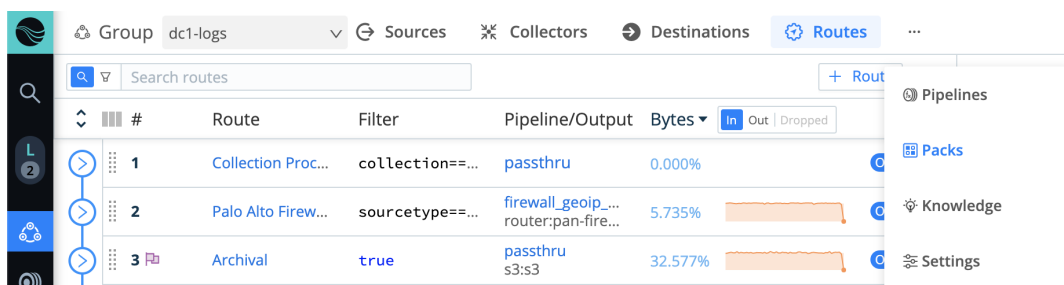 Group dc1-logs Sources Collectors Destinations Routes ...
Search routes + Rout
Pipelines
# Route Filter Pipeline/Output Bytes In Out Dropped
L
2
Packs
1 Collection Proc... collection==... passthru 0.000%
2 Palo Alto Firew... sourcetype==... firewall_geoip_... 5.735%
router:pan-fire...
Knowledge
3 Archival true passthru 32.577%
s3:s3
Settings